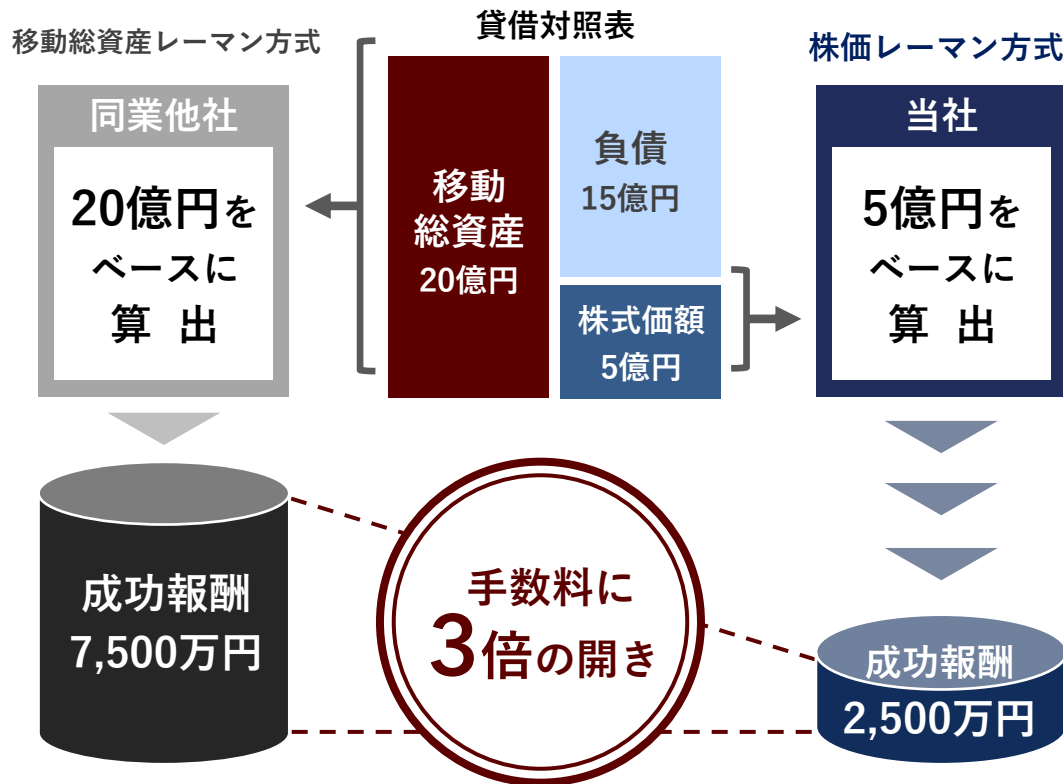 移動総資産レーマン方式
同業他社
20億円を
ベースに
算 出
貸借対照表
移動
総資産
20億円
負債
15億円
株式価額
5億円
株価レーマン方式
当社
5億円を
ベースに
算 出
成功報酬
7,500万円
手数料に
3倍の開き
成功報酬
2,500万円